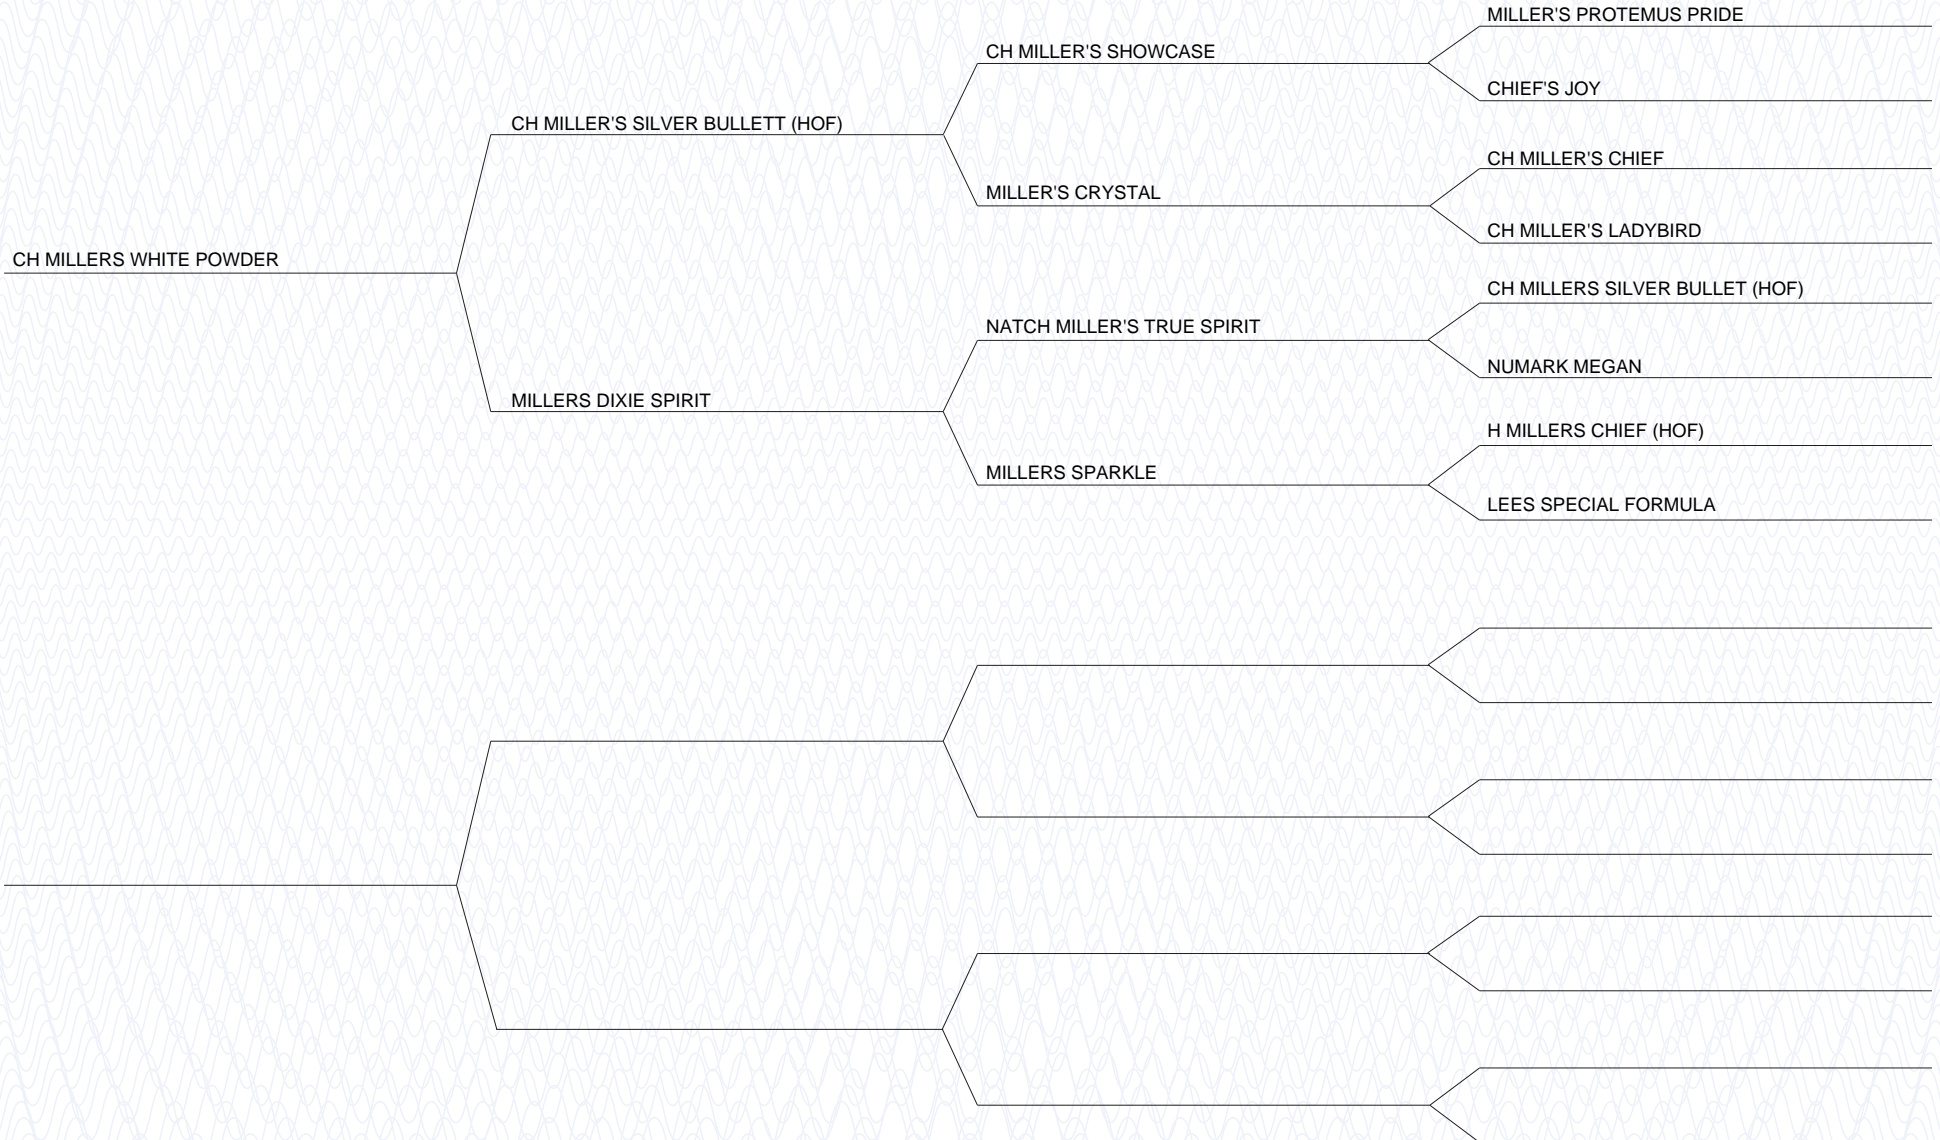 MILLER'S PROTEMUS PRIDE
CH MILLER'S SHOWCASE
CHIEF'S JOY
CH MILLER'S SILVER BULLETT (HOF)
CH MILLER'S CHIEF
MILLER'S CRYSTAL
CH MILLER'S LADYBIRD
CH MILLERS WHITE POWDER
CH MILLERS SILVER BULLET (HOF)
NATCH MILLER'S TRUE SPIRIT
NUMARK MEGAN
MILLERS DIXIE SPIRIT
H MILLERS CHIEF (HOF)
MILLERS SPARKLE
LEES SPECIAL FORMULA